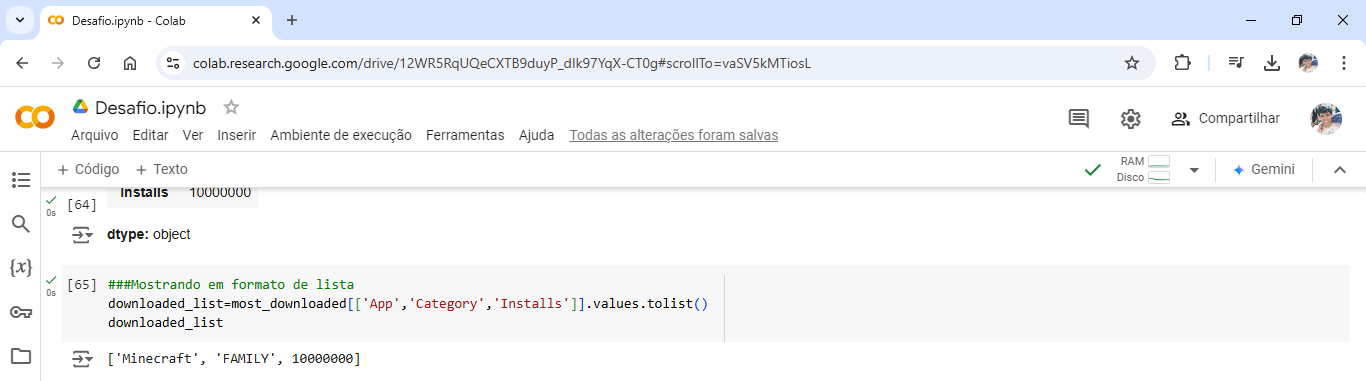 Desafio.ipynb - Colab
colab.research.google.com/drive/12WR5RqUQeCXTB9duyP_dIk97YqX-CT0g#scrollTo=vaSV5kMTiosL
Desafio.ipynb
Arquivo Editar Ver Inserir Ambiente de execução Ferramentas Ajuda Todas as alterações foram salvas
Compartilhar
+ Código + Texto
RAM
Disco
Gemini
Installs 10000000
[64]
0s
dtype: object
[65] ###Mostrando em formato de lista
0s
downloaded_list=most_downloaded[['App','Category','Installs']].values.tolist()
downloaded_list
['Minecraft', 'FAMILY', 10000000]
{x}